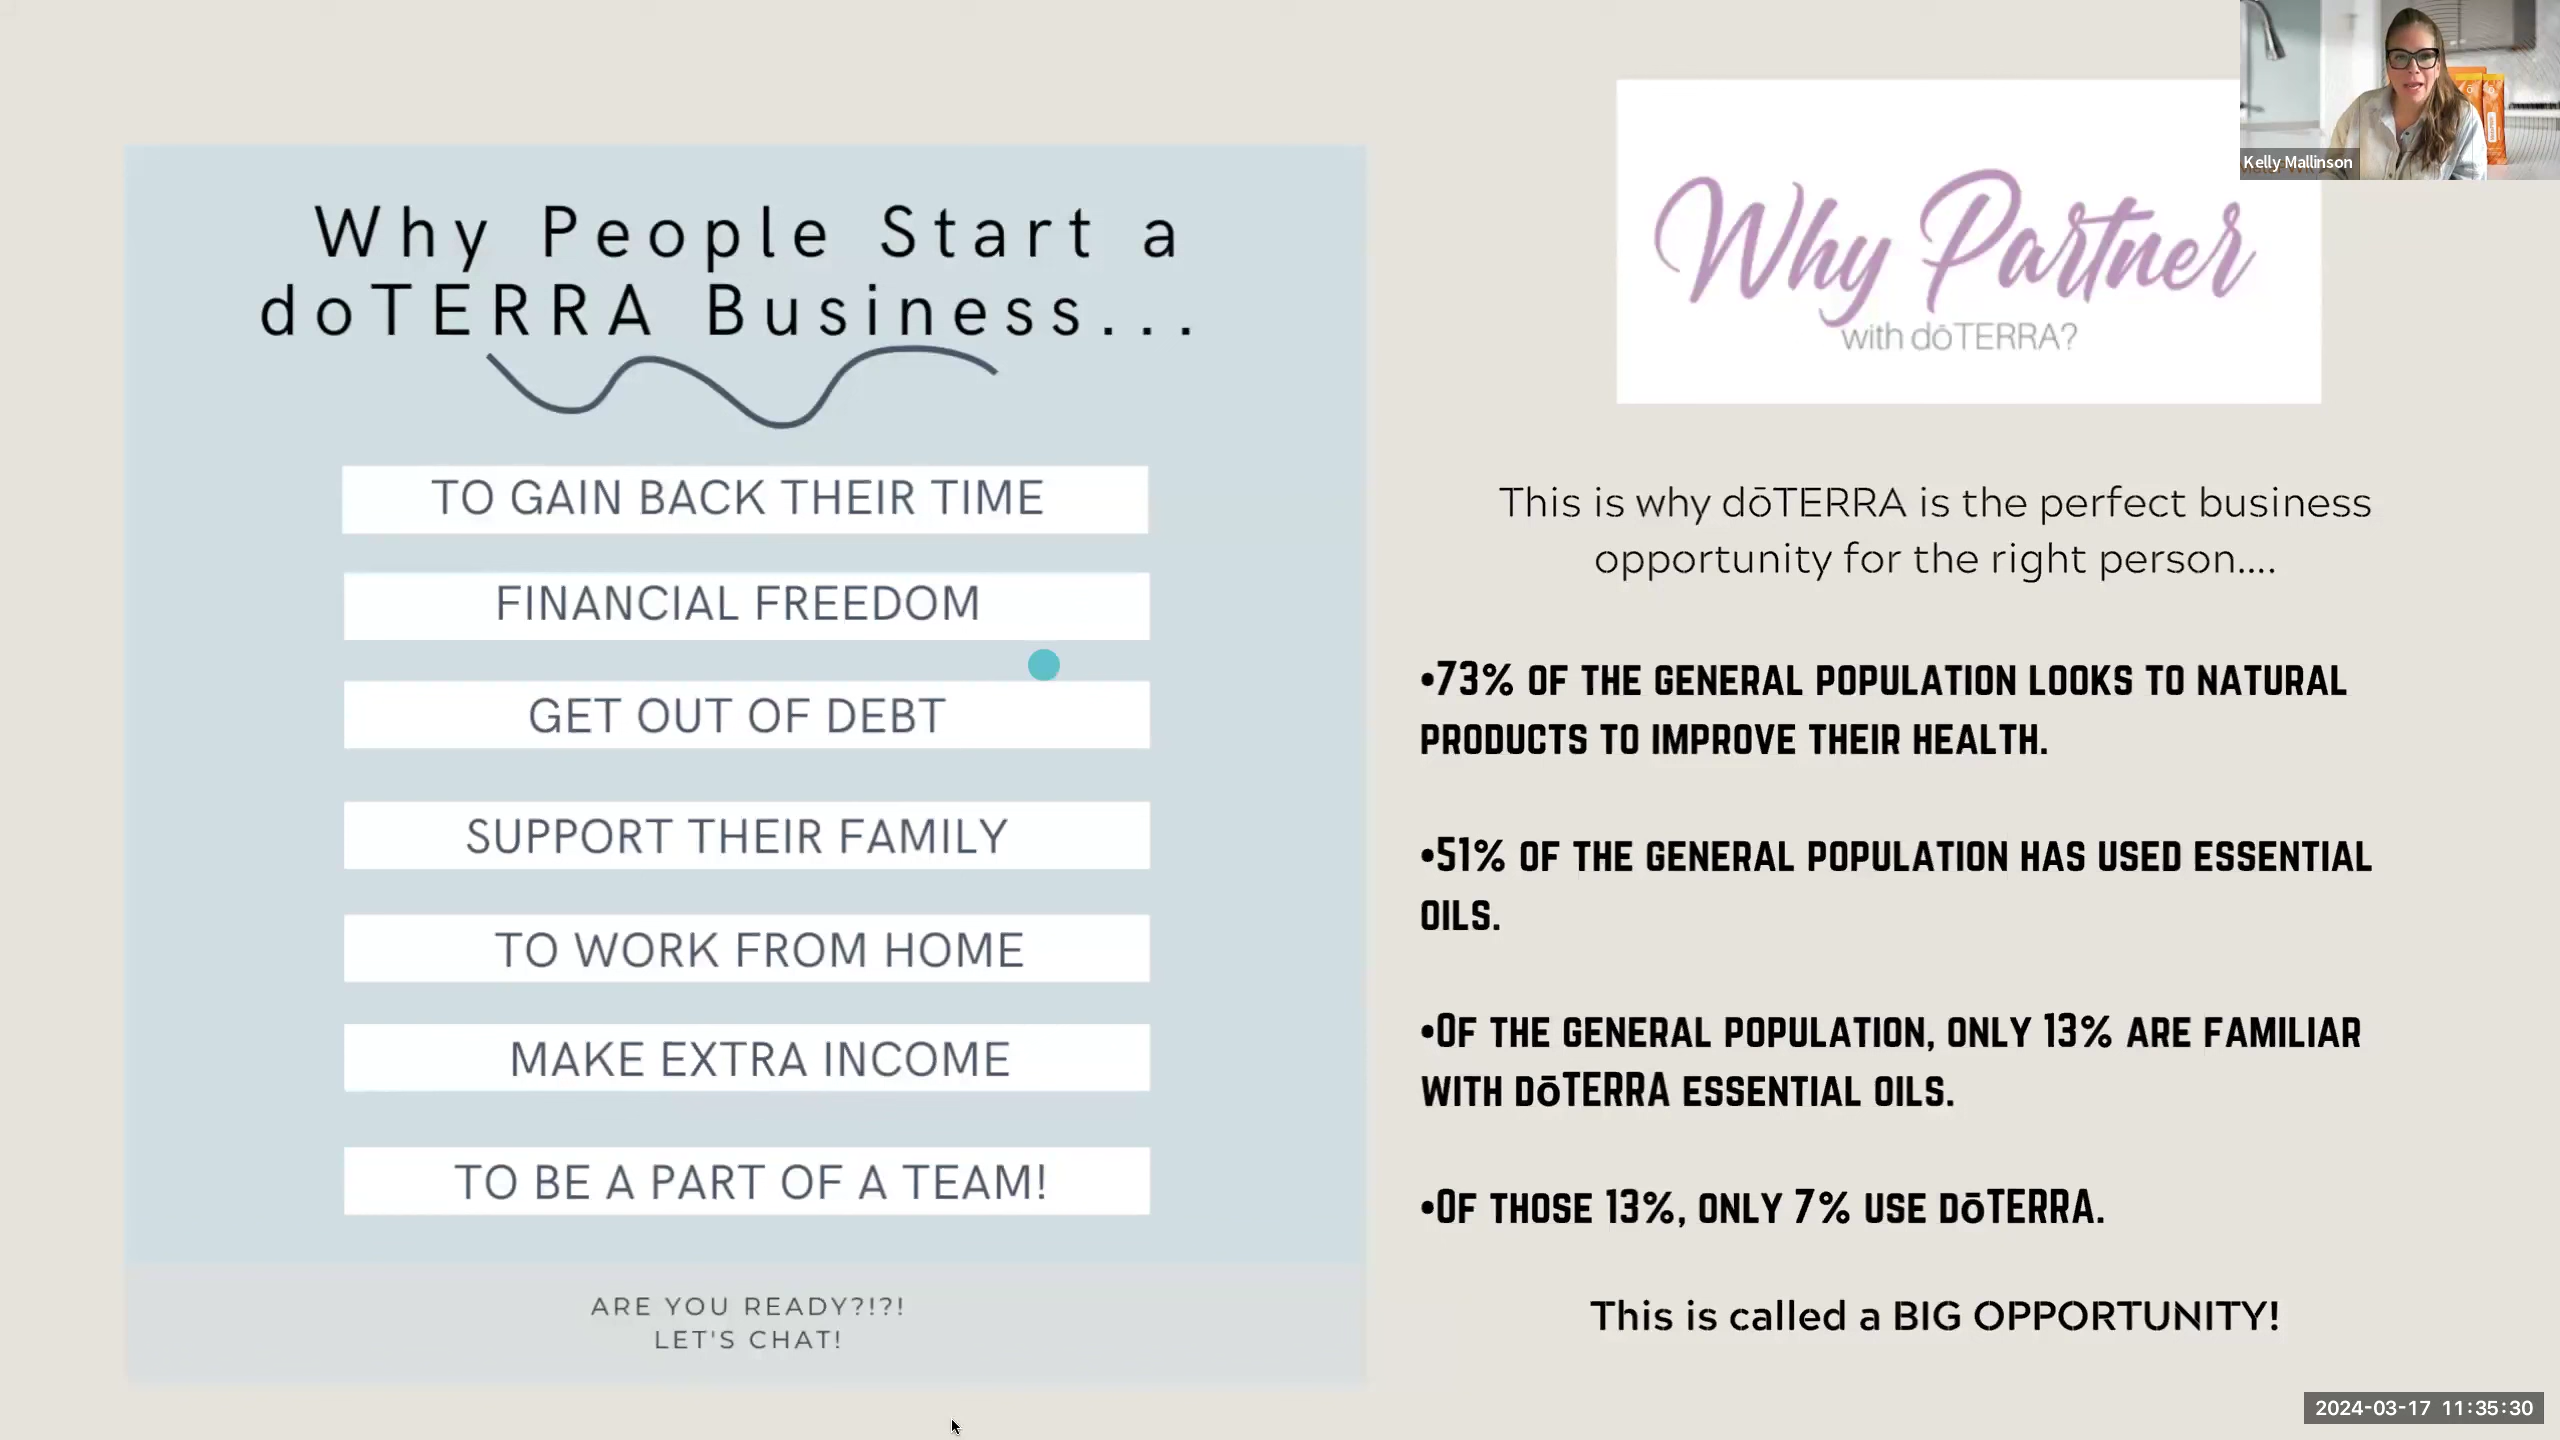 Why People Start a
doTERRA Business...
TO GAIN BACK THEIR TIME
FINANCIAL FREEDOM
GET OUT OF DEBT
SUPPORT THEIR FAMILY
TO WORK FROM HOME
MAKE EXTRA INCOME
TO BE A PART OF A TEAM!
ARE YOU READY?!?!
LET'S CHAT!
Kelly Mallinson
Why Partner
with dōTERRA?
This is why dōTERRA is the perfect business
opportunity for the right person....
•73% OF THE GENERAL POPULATION LOOKS TO NATURAL
PRODUCTS TO IMPROVE THEIR HEALTH.
•51% OF THE GENERAL POPULATION HAS USED ESSENTIAL
OILS.
•OF THE GENERAL POPULATION, ONLY 13% ARE FAMILIAR
WITH DōTERRA ESSENTIAL OILS.
•OF THOSE 13%, ONLY 7% USE DōTERRA.
This is called a BIG OPPORTUNITY!
2024-03-17 11:35:30